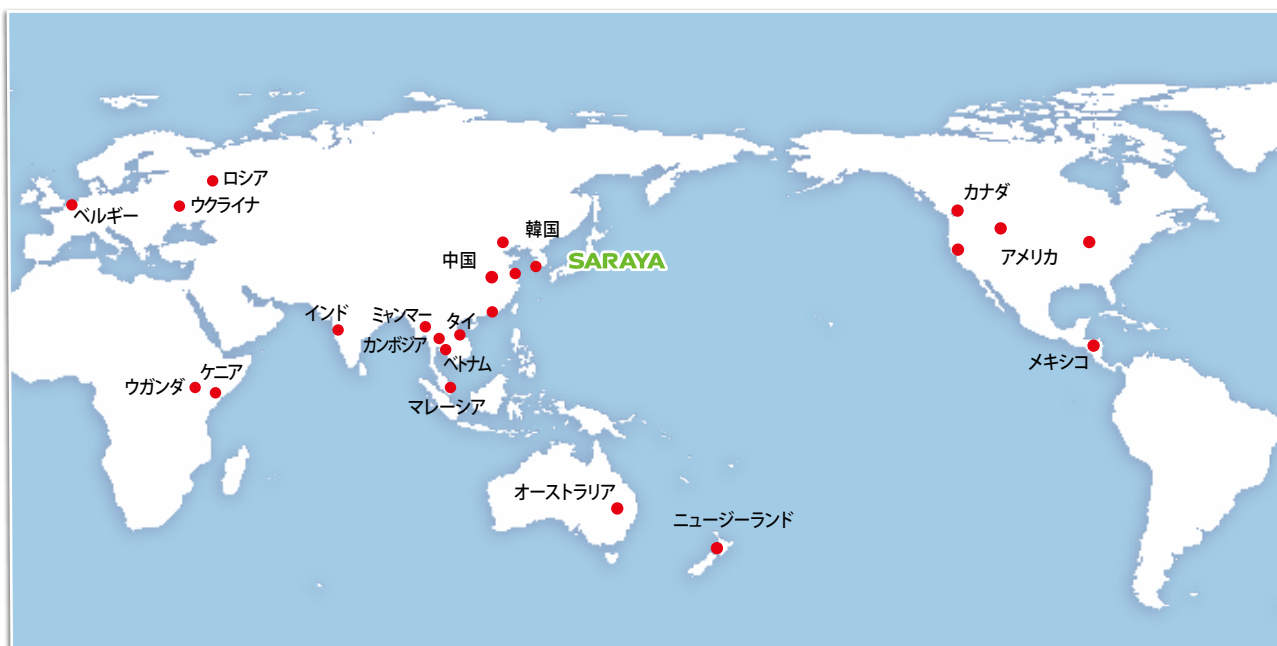 ロシア
ウクライナ
ベルギー
カナダ
アメリカ
韓国
中国
SARAYA
インド
ミャンマー
タイ
カンボジア
ベトナム
マレーシア
メキシコ
ウガンダ
ケニア
オーストラリア
ニュージーランド